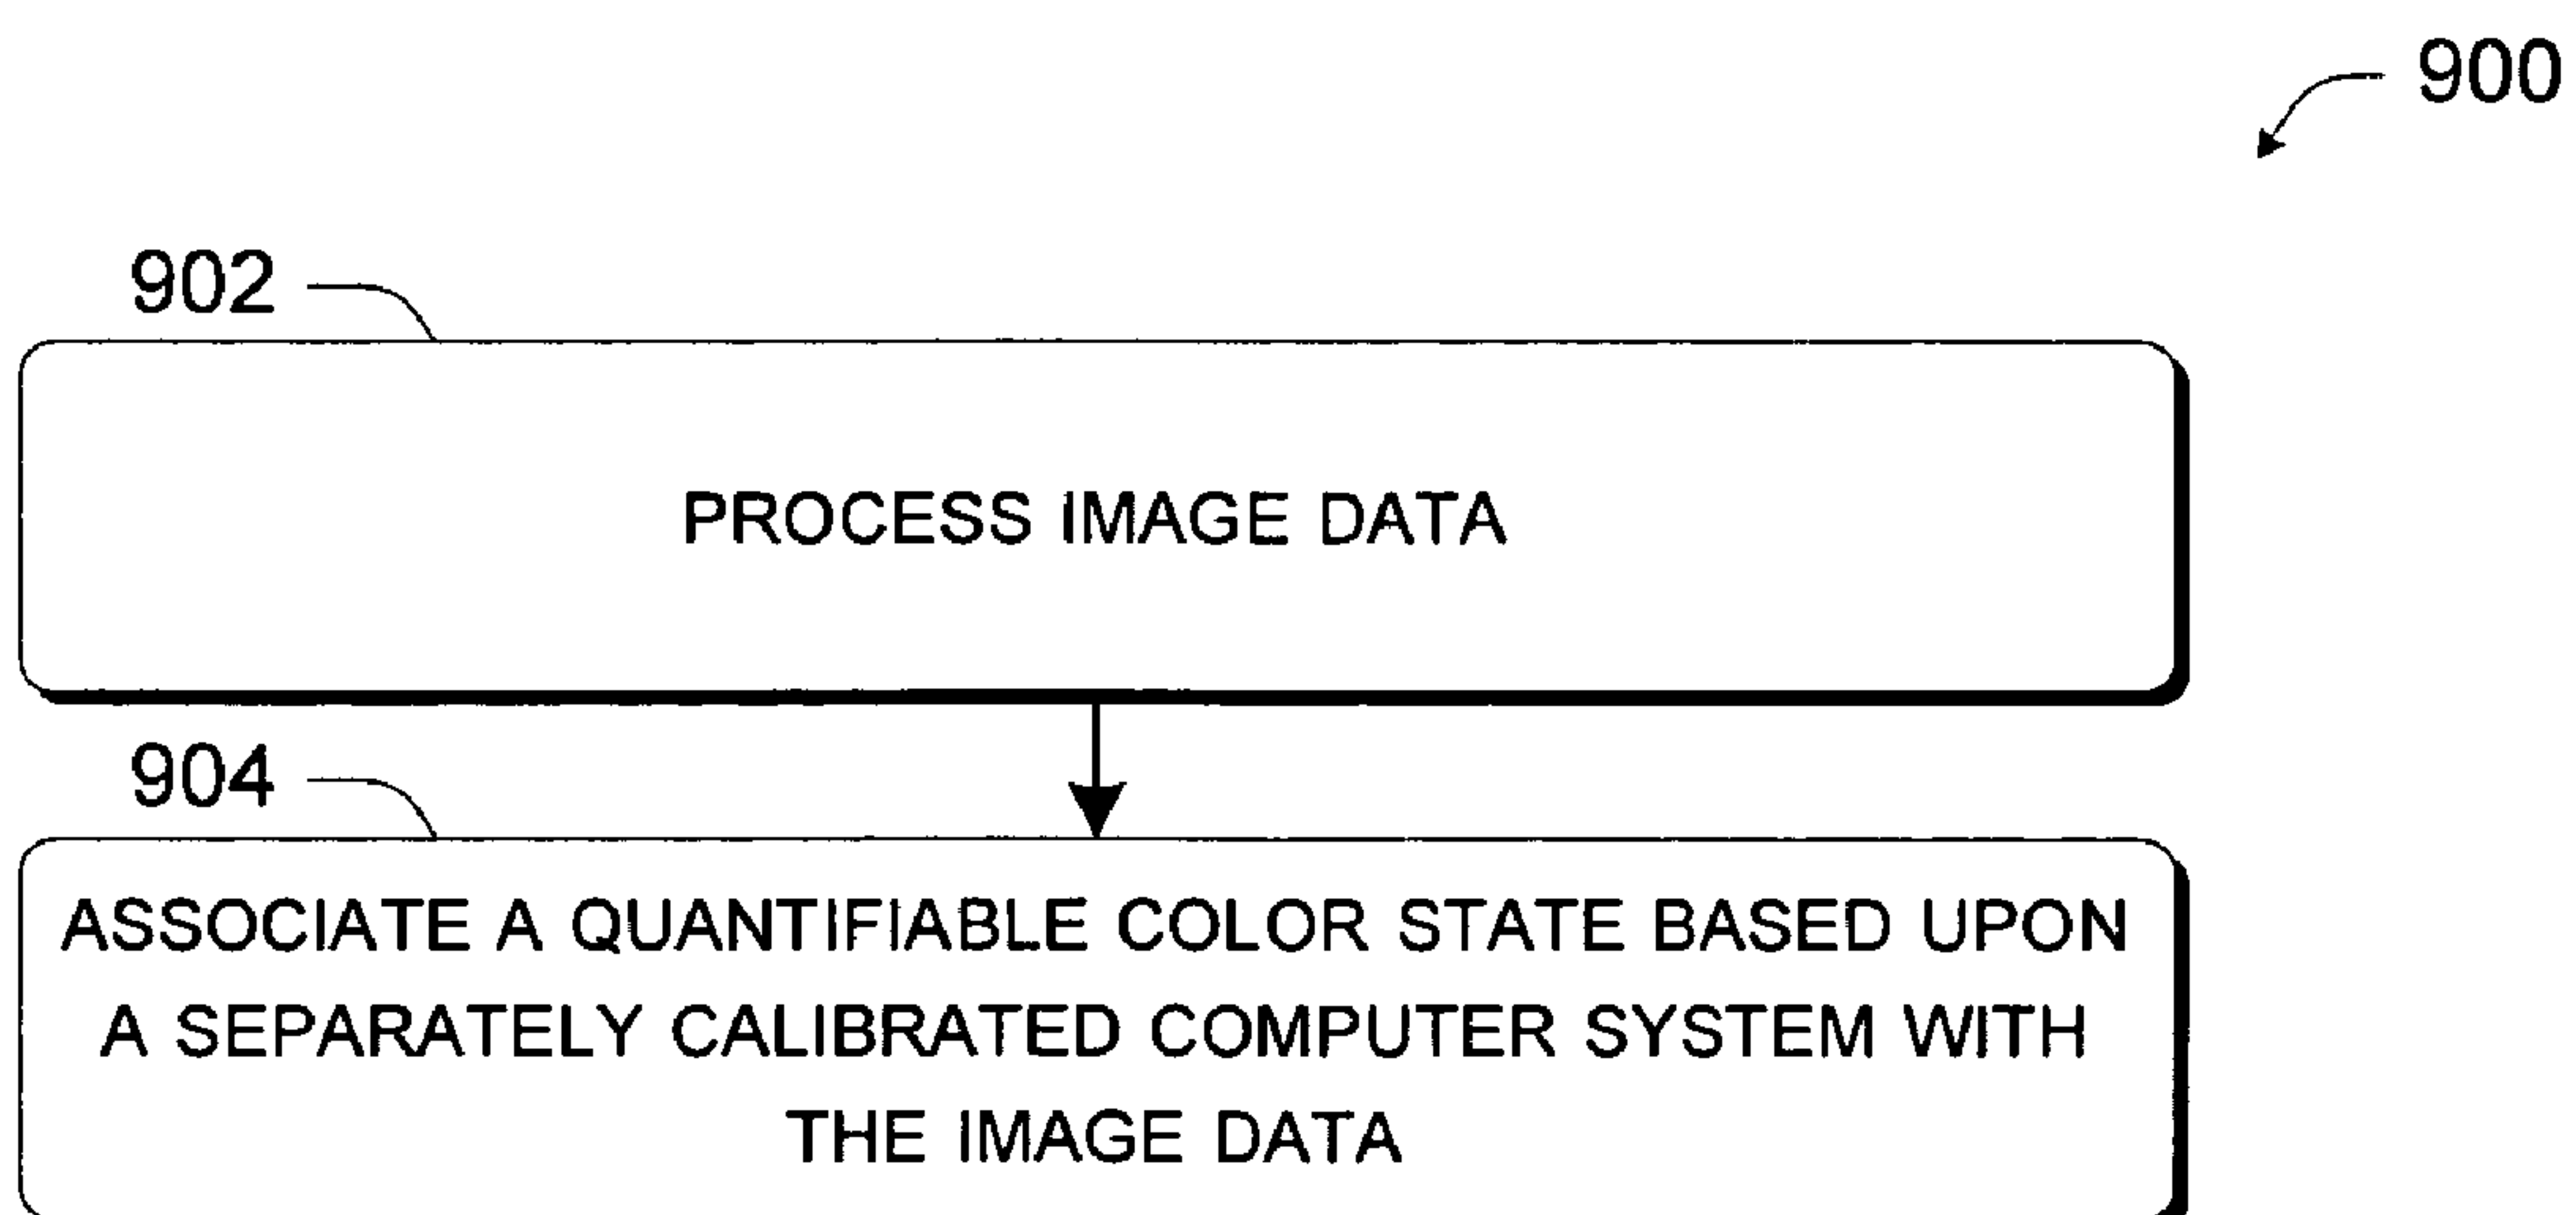 900
902
PROCESS IMAGE DATA
904
ASSOCIATE A QUANTIFIABLE COLOR STATE BASED UPON
A SEPARATELY CALIBRATED COMPUTER SYSTEM WITH
THE IMAGE DATA